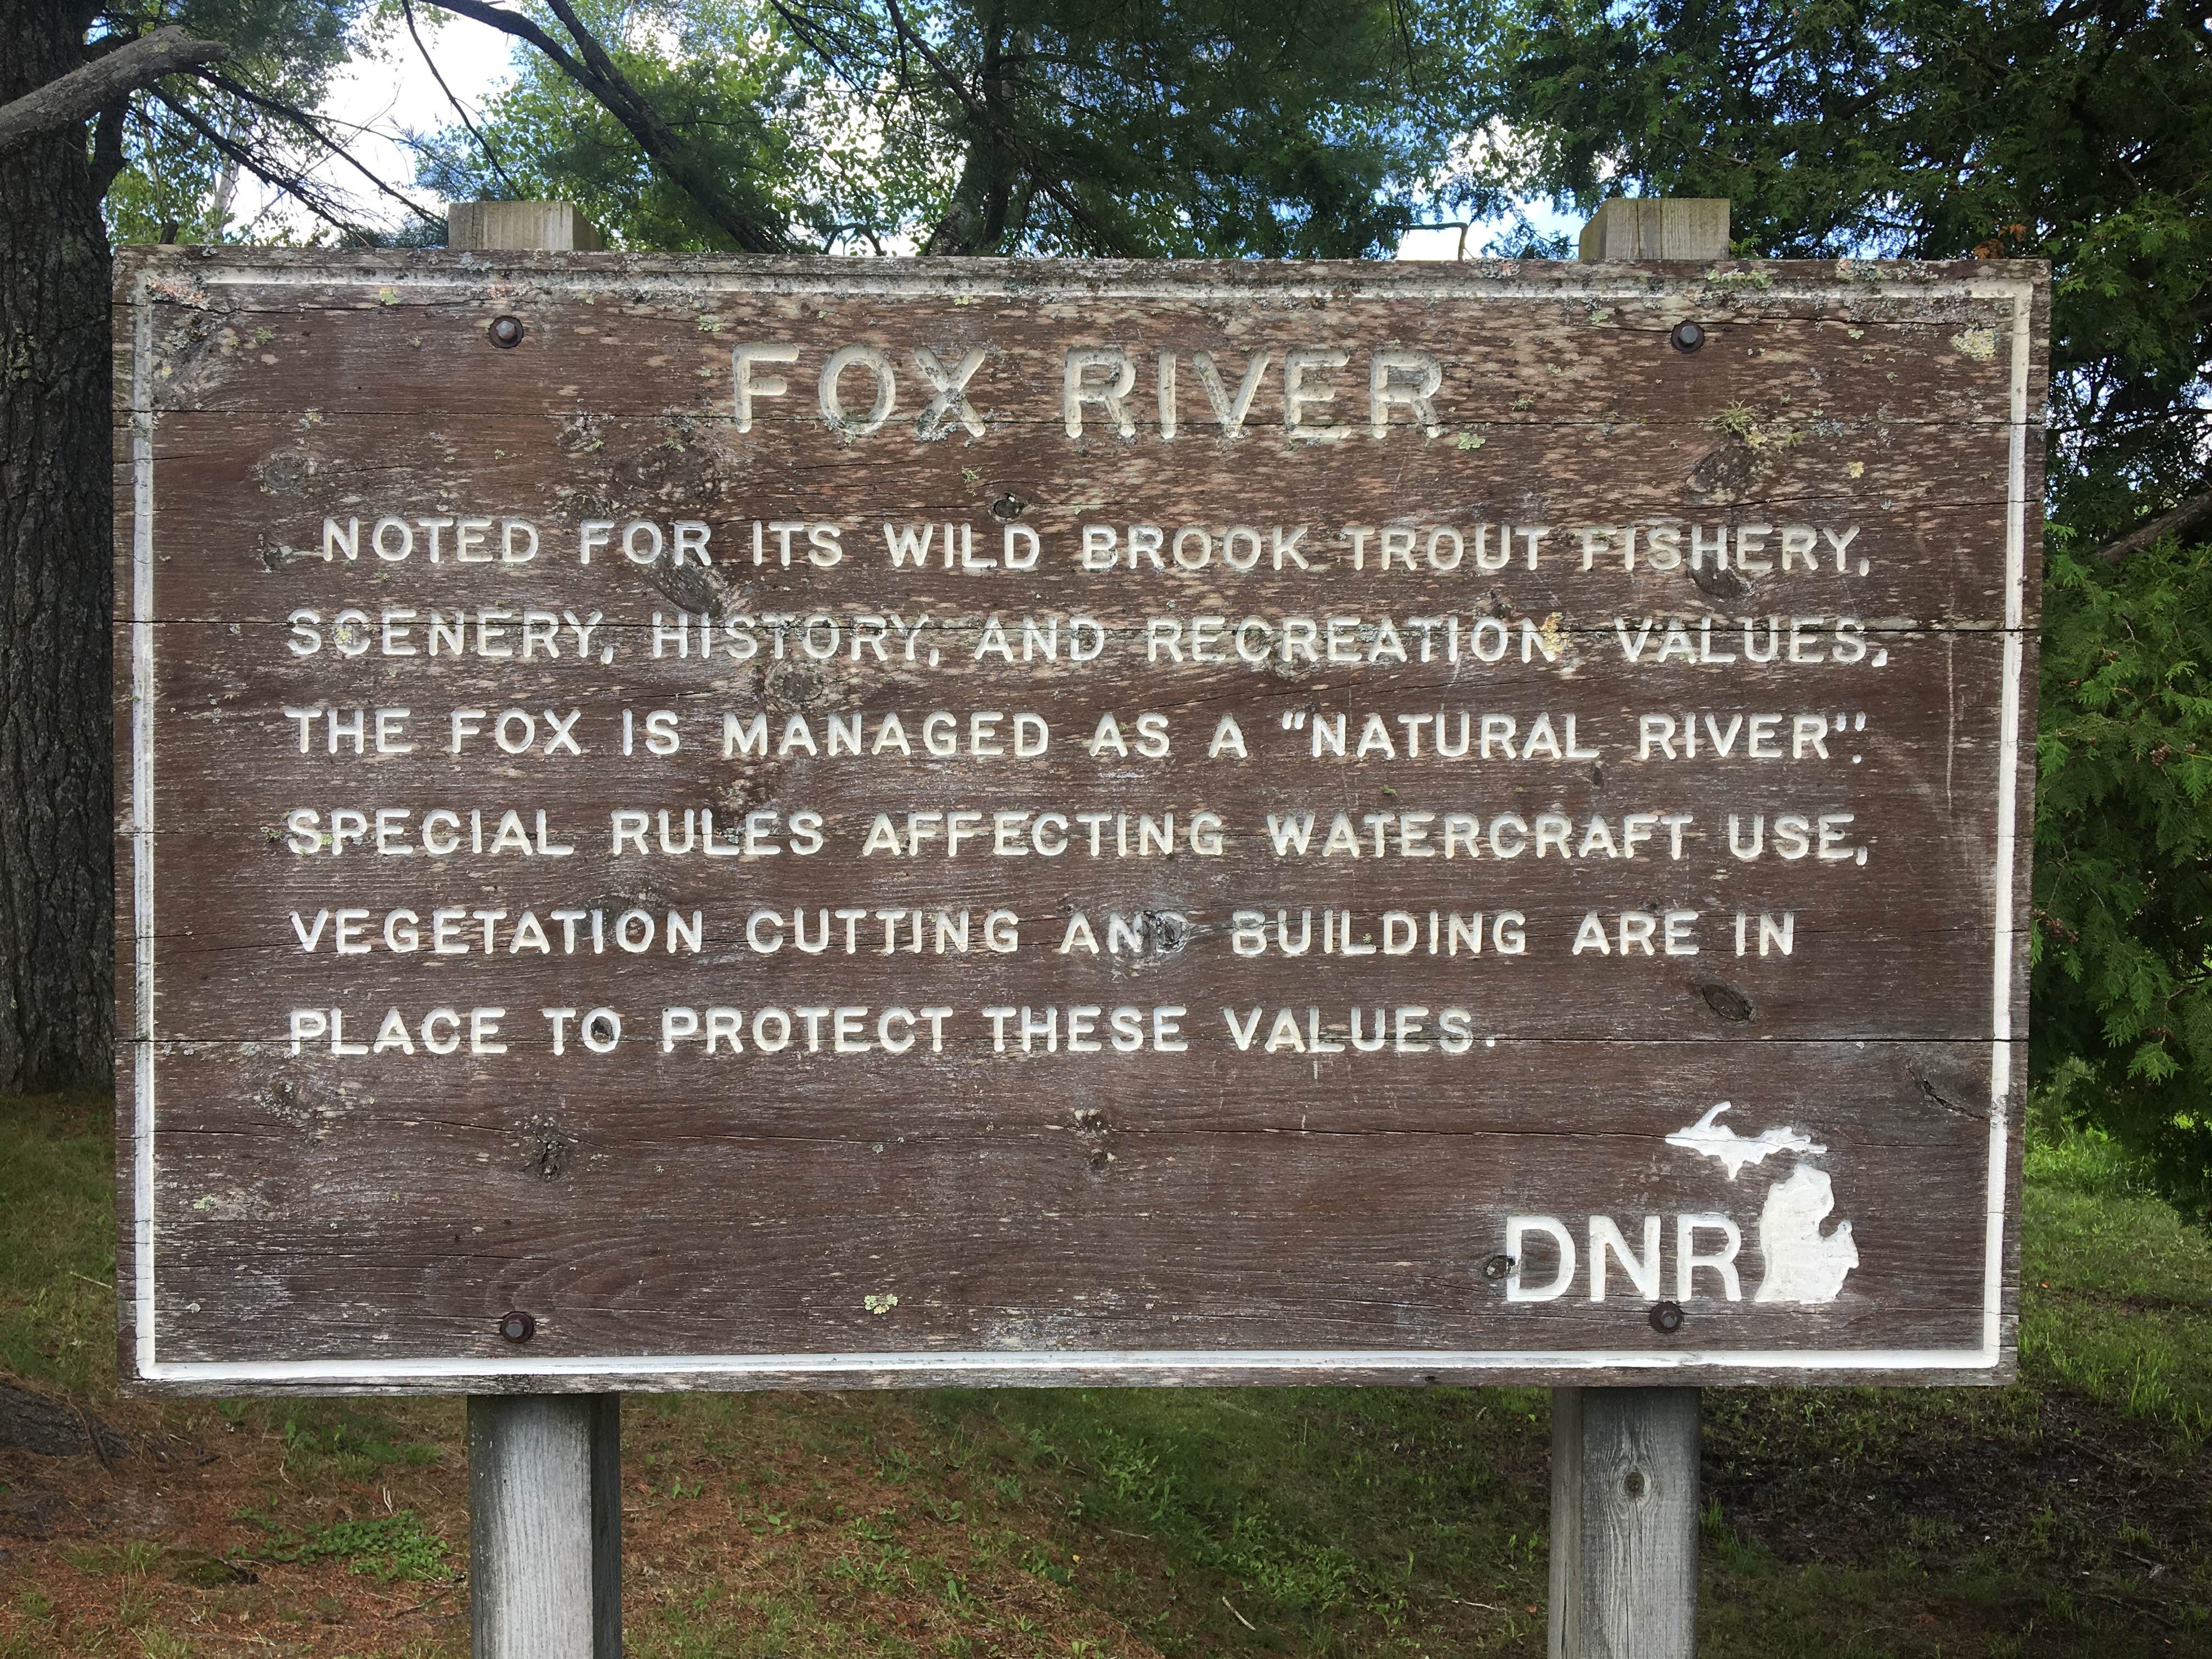 FOX RIVER
NOTED FOR ITS WILD BROOK TROUT FISHERY,
SCENERY, HISTORY, AND RECREATION VALUES,
THE FOX IS MANAGED AS A "NATURAL RIVER".
SPECIAL RULES AFFECTING WATERCRAFT USE,
VEGETATION CUTTING AND BUILDING ARE IN
PLACE TO PROTECT THESE VALUES.
DNR